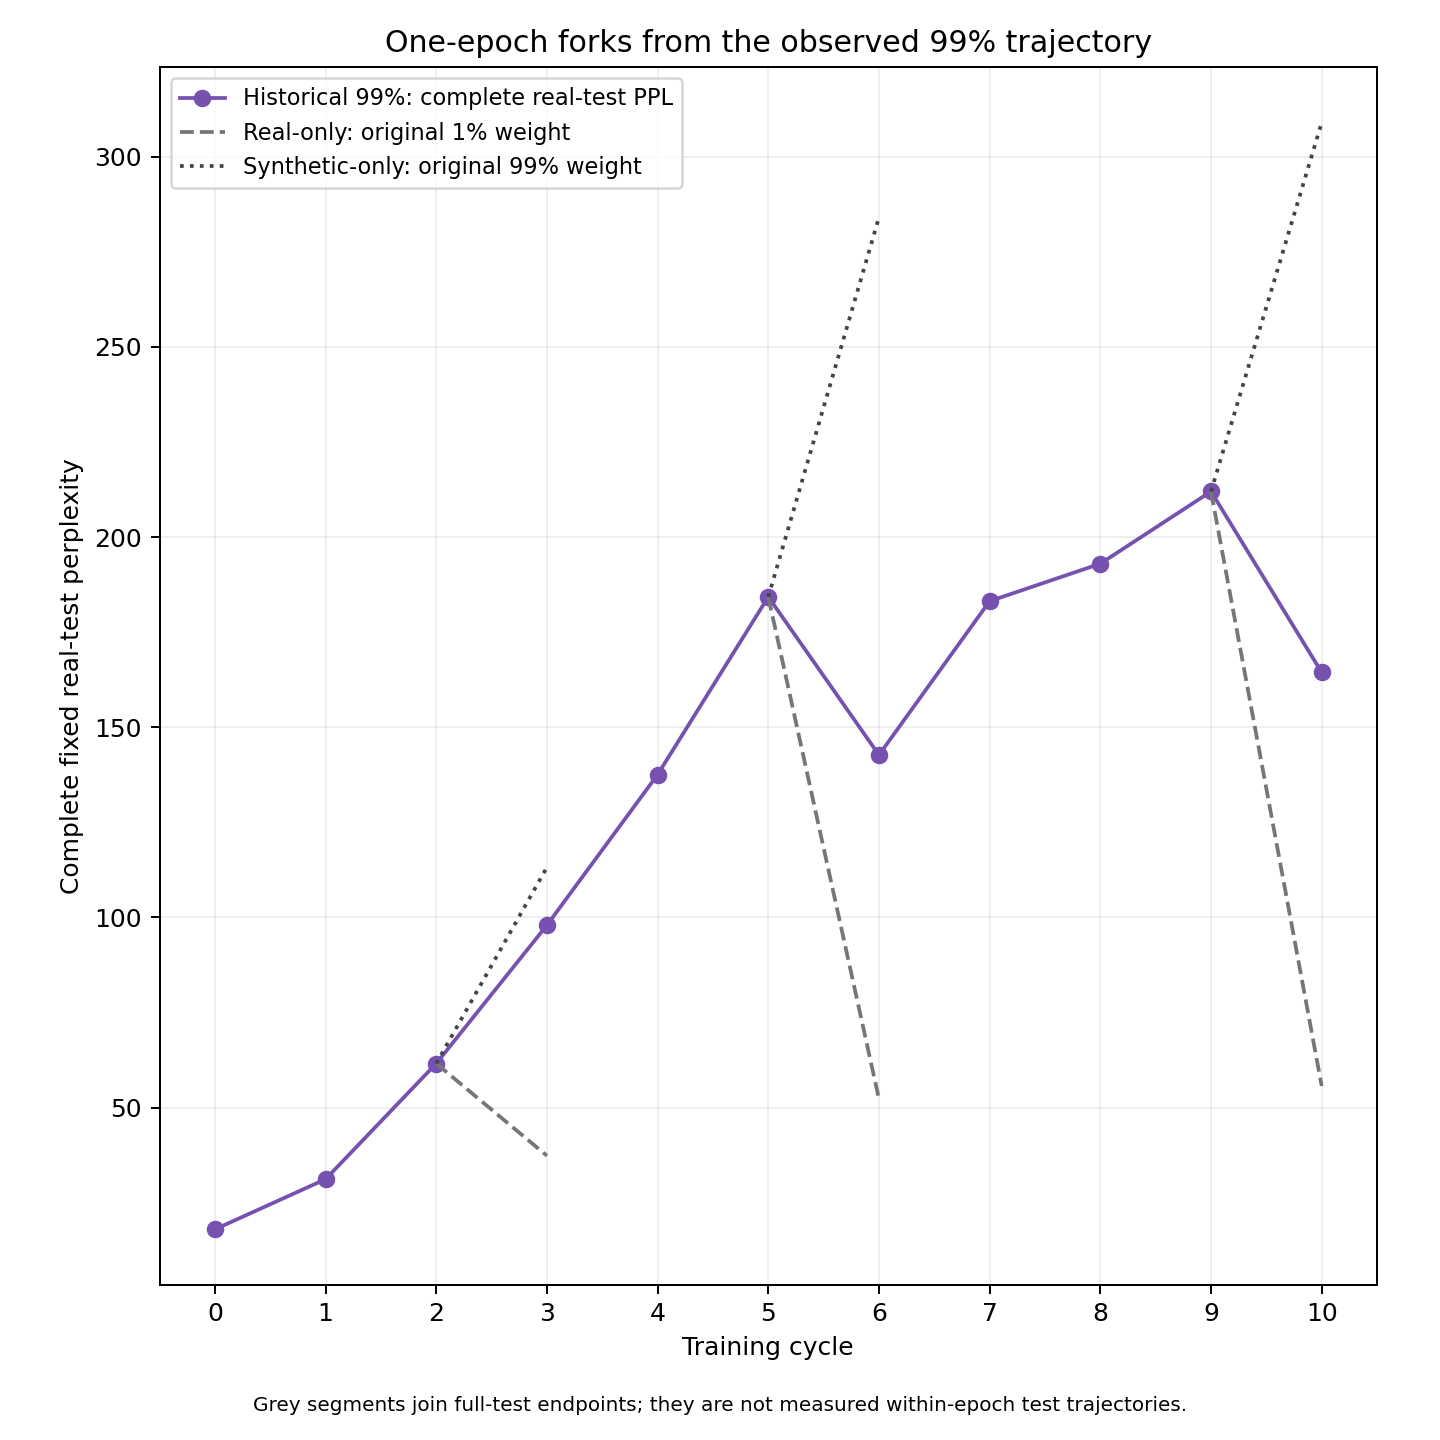 One-epoch forks from the observed 99% trajectory
Historical 99%: complete real-test PPL
Real-only: original 1% weight
Synthetic-only: original 99% weight
Complete fixed real-test perplexity
300
250
200
150
100
50
0 1 2 3 4 5 6 7 8 9 10
Training cycle
Grey segments join full-test endpoints; they are not measured within-epoch test trajectories.